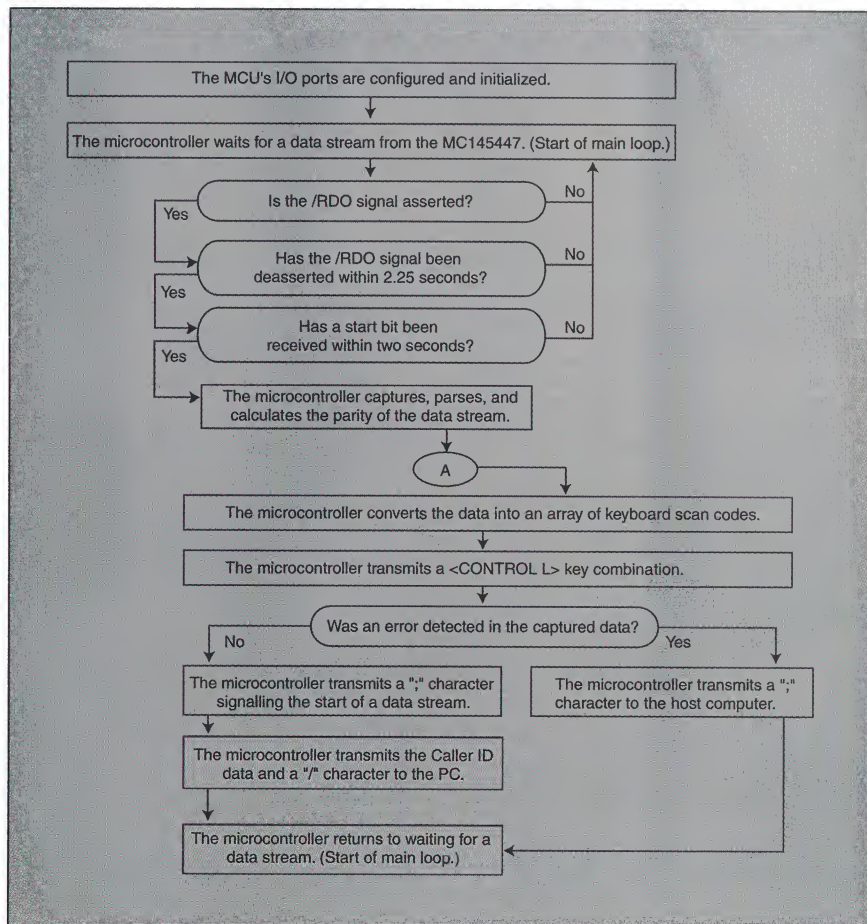 The MCU's I/O ports are configured and initialized.
The microcontroller waits for a data stream from the MC145447. (Start of main loop.)
Is the /RDO signal asserted?
No
Yes
Has the /RDO signal been
deasserted within 2.25 seconds?
No
Yes
Has a start bit been
received within two seconds?
No
Yes
The microcontroller captures, parses, and
calculates the parity of the data stream.
A
The microcontroller converts the data into an array of keyboard scan codes.
The microcontroller transmits a <CONTROL L> key combination.
Was an error detected in the captured data?
No
Yes
The microcontroller transmits a ";" character
signalling the start of a data stream.
The microcontroller transmits a ";"
character to the host computer.
The microcontroller transmits the Caller ID
data and a "/" character to the PC.
The microcontroller returns to waiting for a
data stream. (Start of main loop.)